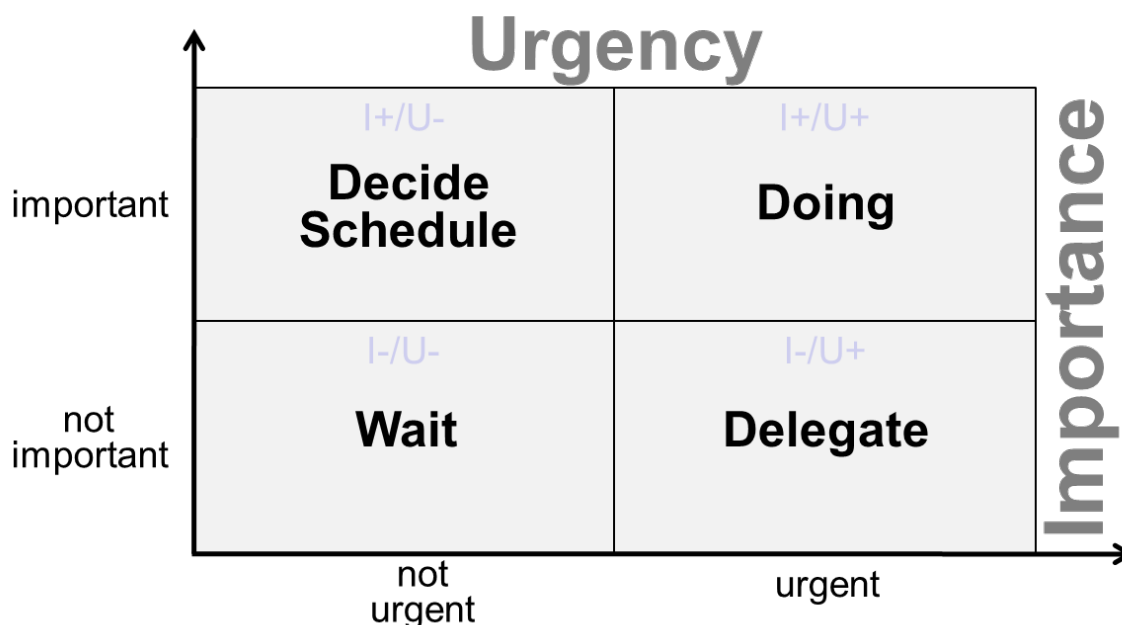 Urgency
I+/U-
I+/U+
important
Decide
Schedule
Doing
Importance
I-/U-
I-/U+
not
important
Wait
Delegate
not
urgent
urgent